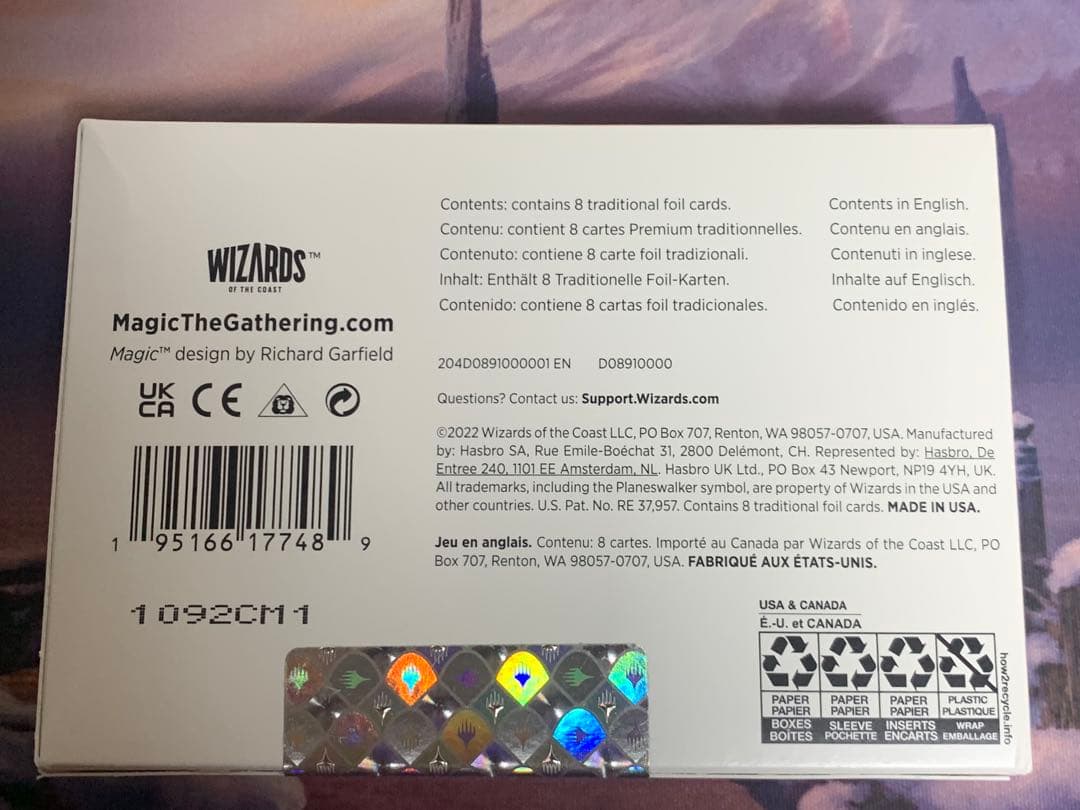 WIZARDS™
OF THE COAST
MagicTheGathering.com
Magic™ design by Richard Garfield
UK
CA CE
1 95166 17748 9
1092CM1
Contents: contains 8 traditional foil cards. Contents in English.
Contenu: contient 8 cartes Premium traditionnelles. Contenu en anglais.
Contenuto: contiene 8 carte foil tradizionali. Contenuti in inglese.
Inhalt: Enthält 8 Traditionelle Foil-Karten. Inhalte auf Englisch.
Contenido: contiene 8 cartas foil tradicionales. Contenido en inglés.
204D0891000001 EN D08910000
Questions? Contact us: Support.Wizards.com
©2022 Wizards of the Coast LLC, PO Box 707, Renton, WA 98057-0707, USA. Manufactured
by: Hasbro SA, Rue Emile-Boéchat 31, 2800 Delémont, CH. Represented by: Hasbro, De
Entree 240, 1101 EE Amsterdam, NL. Hasbro UK Ltd., PO Box 43 Newport, NP19 4YH, UK.
All trademarks, including the Planeswalker symbol, are property of Wizards in the USA and
other countries. U.S. Pat. No. RE 37,957. Contains 8 traditional foil cards. MADE IN USA.
Jeu en anglais. Contenu: 8 cartes. Importé au Canada par Wizards of the Coast LLC, PO
Box 707, Renton, WA 98057-0707, USA. FABRIQUÉ AUX ÉTATS-UNIS.
USA & CANADA
É.-U. et CANADA
PAPER PAPER PAPER PLASTIC
PAPIER PAPIER PAPIER PLASTIQUE
BOXES SLEEVE INSERTS WRAP
BOÎTES POCHETTE ENCARTS EMBALLAGE
how2recycle.info